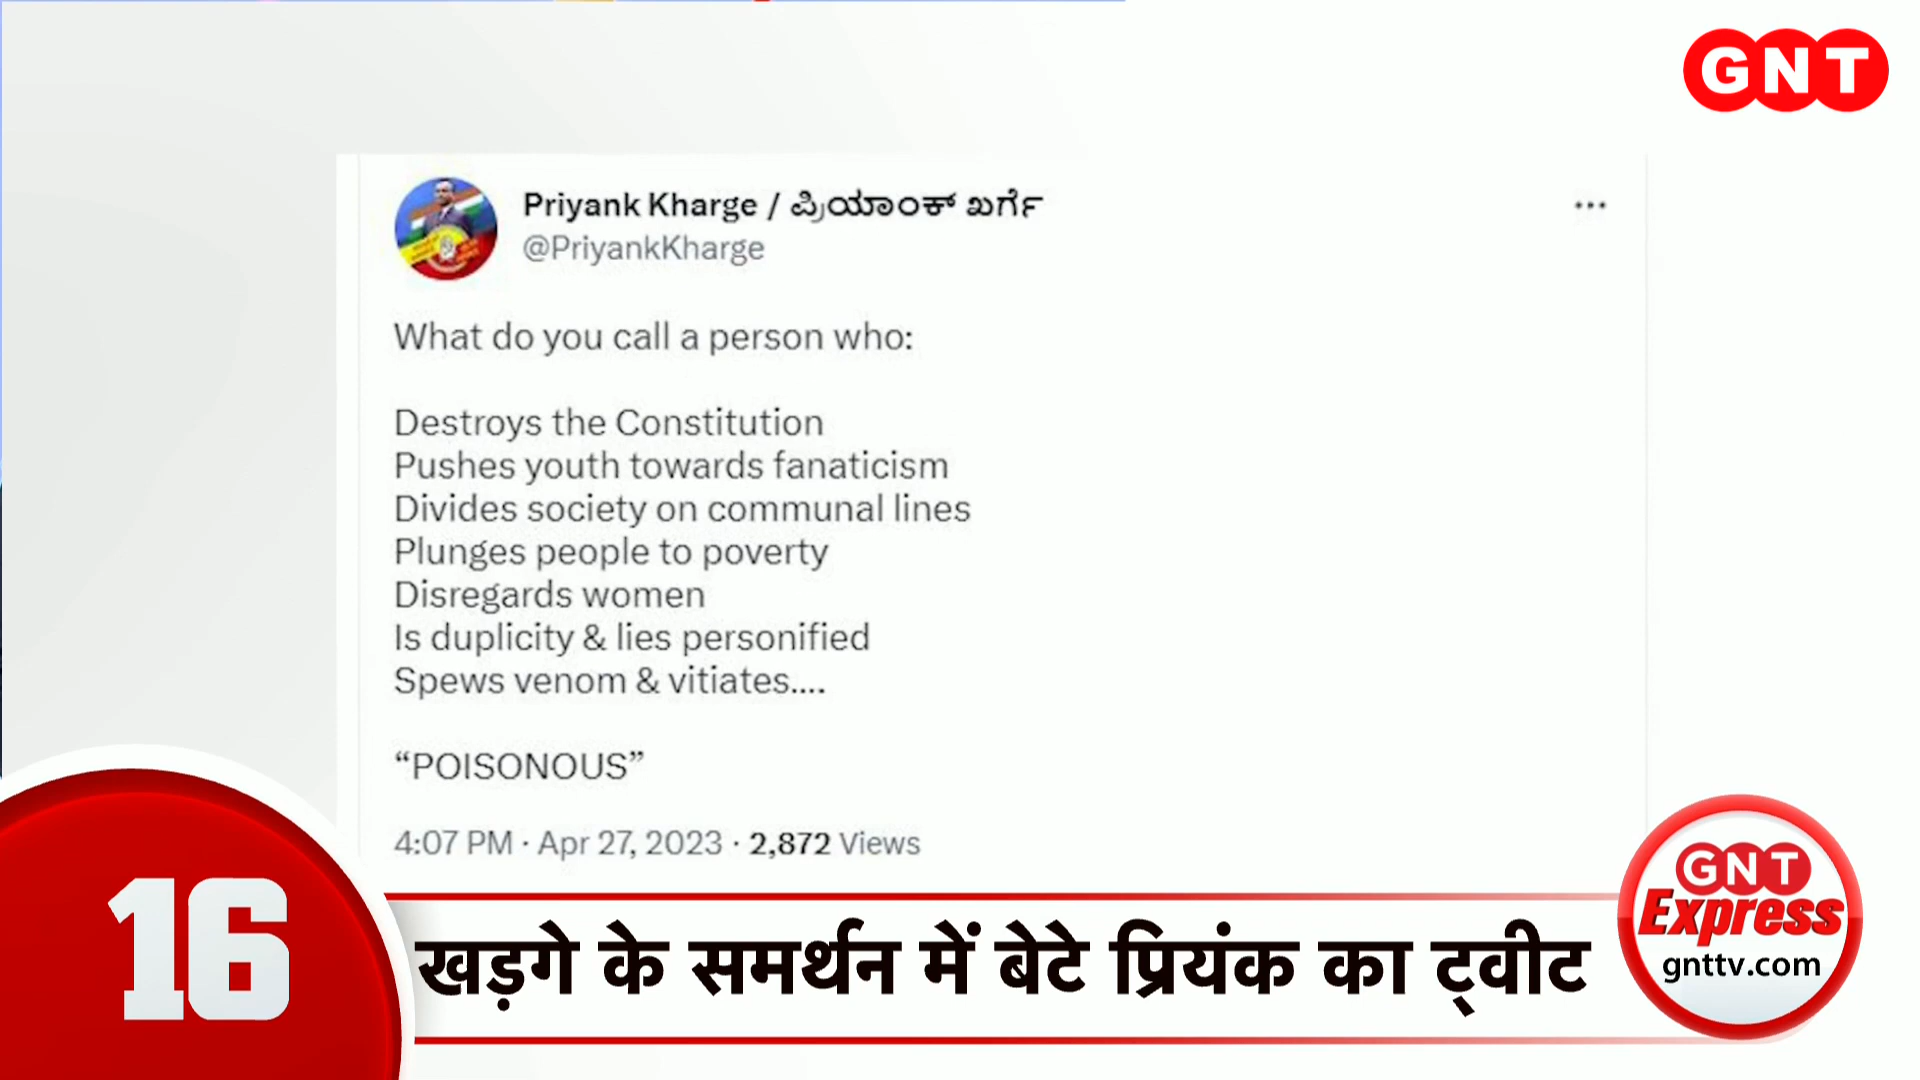 GNT
Priyank Kharge / ಪ್ರಿಯಾಂಕ್ ಖರ್ಗೆ
@PriyankKharge
What do you call a person who:
Destroys the Constitution
Pushes youth towards fanaticism
Divides society on communal lines
Plunges people to poverty
Disregards women
Is duplicity & lies personified
Spews venom & vitiates....
“POISONOUS”
4:07 PM · Apr 27, 2023 · 2,872 Views
16
खड़गे के समर्थन में बेटे प्रियंक का ट्वीट
GNT
Express
gnttv.com